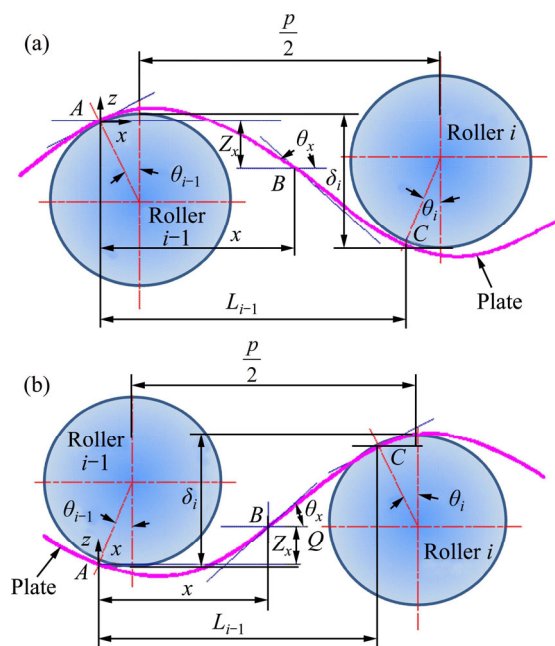 (a)
p/2
A
z
x
Z_x
θ_x
B
δ_i
Roller i
θ_{i-1}
Roller
i−1
θ_i
x
C
L_{i−1}
Plate
(b)
p/2
Roller
i−1
δ_i
C
θ_{i-1}
B
θ_x
θ_i
z
x
Z_x
Q
Roller i
A
Plate
x
L_{i−1}